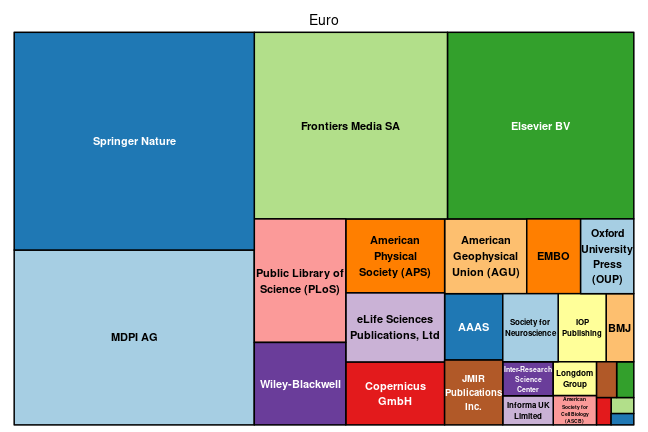 Euro
Springer Nature
Frontiers Media SA
Elsevier BV
MDPI AG
Public Library of
Science (PLoS)
American
Physical
Society (APS)
American
Geophysical
Union (AGU)
EMBO
Oxford
University
Press
(OUP)
eLife Sciences
Publications, Ltd
AAAS
Society for
Neuroscience
IOP
Publishing
BMJ
Wiley-Blackwell
Copernicus
GmbH
JMIR
Publications
Inc.
Inter-Research
Science
Center
Longdom
Group
Informa UK
Limited
American
Society for
Cell Biology
(ASCB)